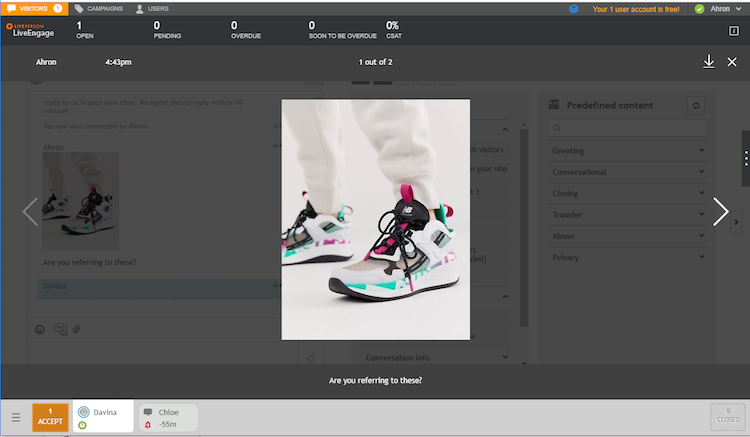 VISITORS 1 CAMPAIGNS USERS Your 1 user account is free! Ahron
LIVEPERSON
LiveEngage
1 0 0 0 0%
OPEN PENDING OVERDUE SOON TO BE OVERDUE CSAT
Ahron 4:43pm 1 out of 2
reply to us in your own time. An agent should reply within
minutes
You are now connected to Ahron.
Ahron
Are you referring to these?
Davina
h visitors
n your site
Conversation info
Predefined content
Greeting
Conversational
Closing
Transfer
Abuse
Privacy
NB
Are you referring to these?
1
ACCEPT
Davina
Chloe
-55m
0
CLOSED